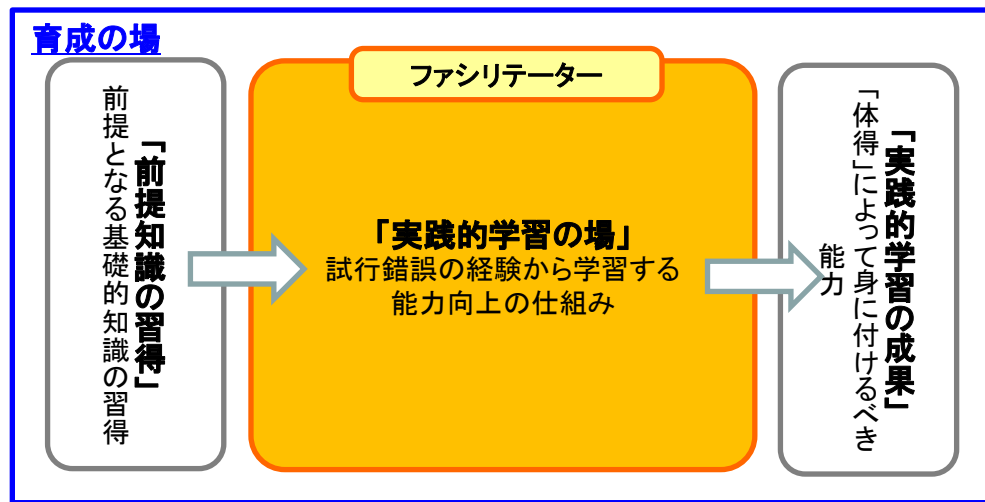 育成の場
「前提知識の習得」
前提となる基礎的知識の習得
ファシリテーター
「実践的学習の場」
試行錯誤の経験から学習する
能力向上の仕組み
「実践的学習の成果」
「体得」によって身に付けるべき
能力